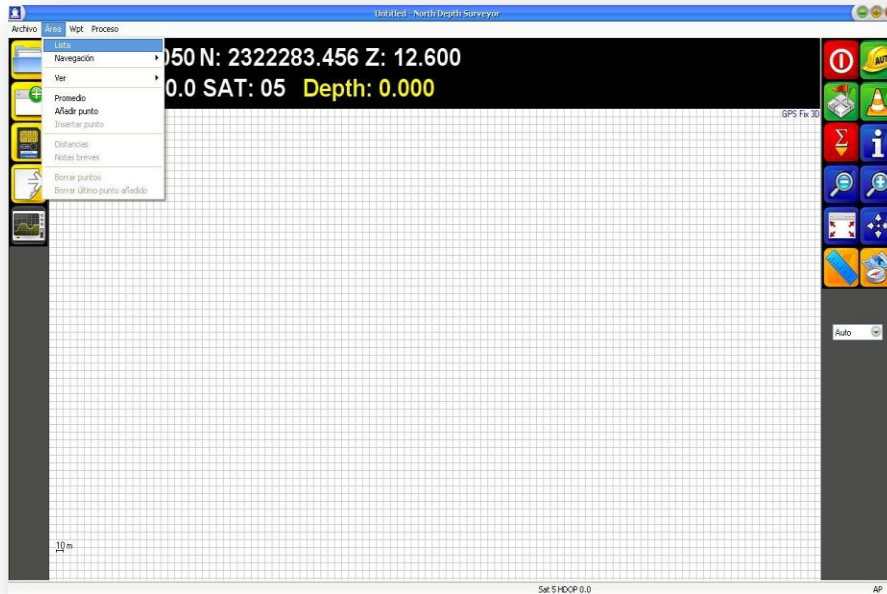 Untitled - North Depth Surveyor
Archivo Área Wpt Proceso
Lista
Navegación
Ver
Promedio
Añadir punto
Insertar punto
Distancias
Notas breves
Borrar puntos
Borrar último punto añadido
050 N: 2322283.456 Z: 12.600
0.0 SAT: 05 Depth: 0.000
GPS Fix 3D
AUT
Auto
10 m
Sat 5 HDOP 0.0
AP